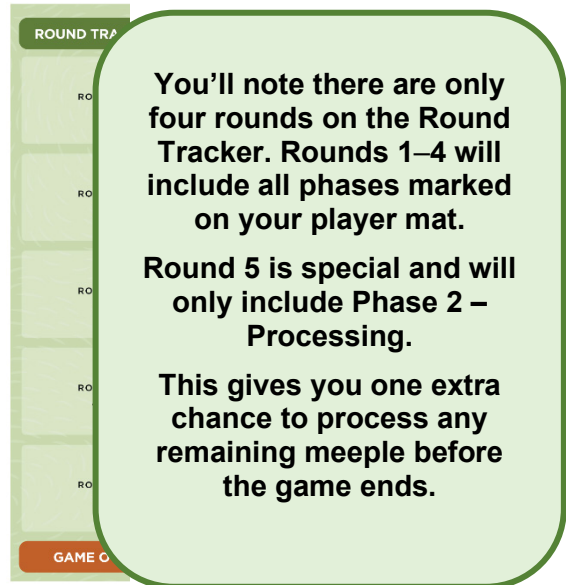 ROUND TRA
RO
RO
RO
RO
RO
GAME O
You'll note there are only
four rounds on the Round
Tracker. Rounds 1–4 will
include all phases marked
on your player mat.
Round 5 is special and will
only include Phase 2 –
Processing.
This gives you one extra
chance to process any
remaining meeple before
the game ends.